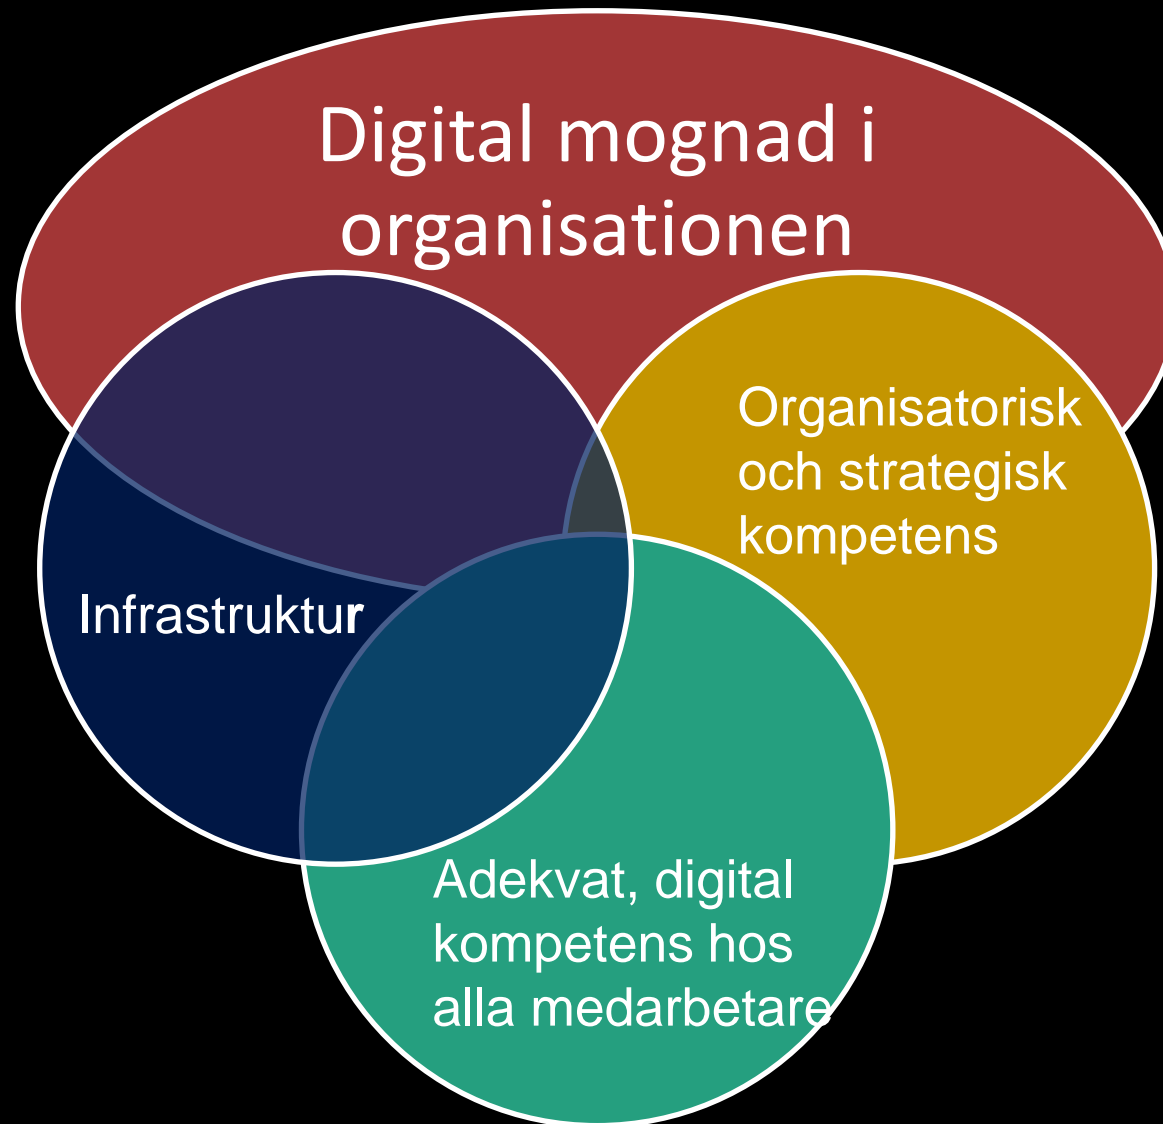 Digital mognad i
organisationen
Organisatorisk
och strategisk
kompetens
Infrastruktur
Adekvat, digital
kompetens hos
alla medarbetare